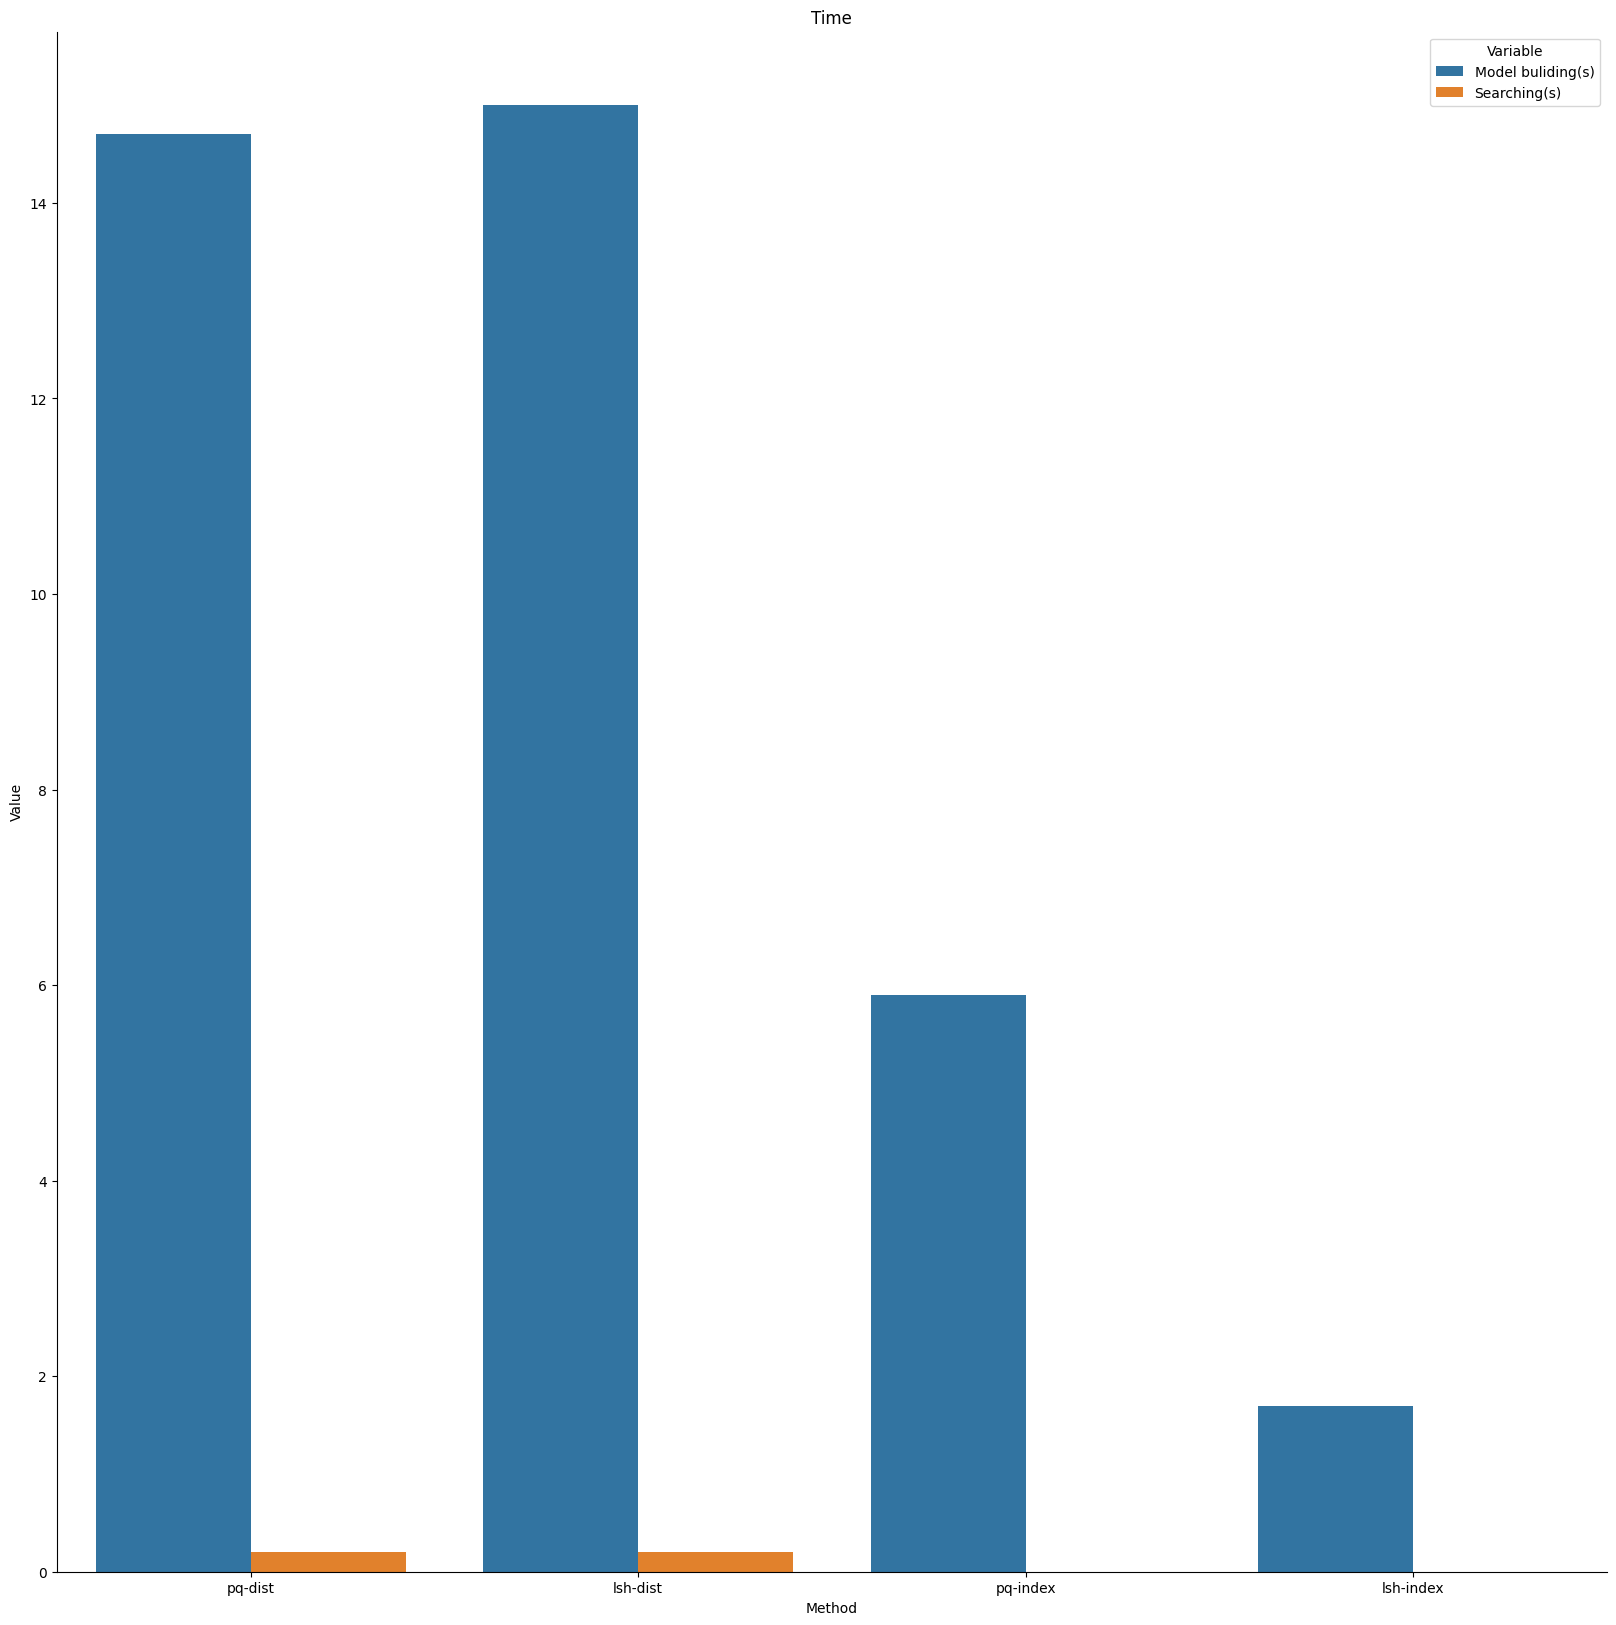 Time
Variable
Model buliding(s)
Searching(s)
14
12
10
8
6
4
2
0
Value
pq-dist
lsh-dist
pq-index
lsh-index
Method